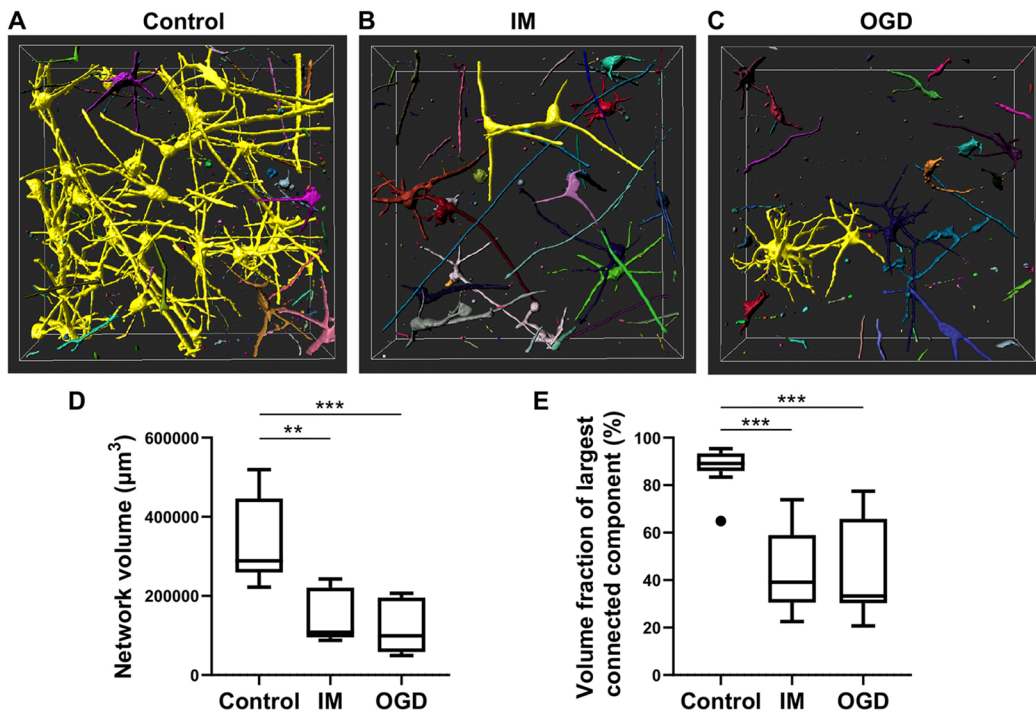 A Control
B IM
C OGD
D
***
**
Network volume (µm³)
600000
400000
200000
0
Control IM OGD
E
***
***
Volume fraction of largest
connected component (%)
100
80
60
40
20
0
Control IM OGD